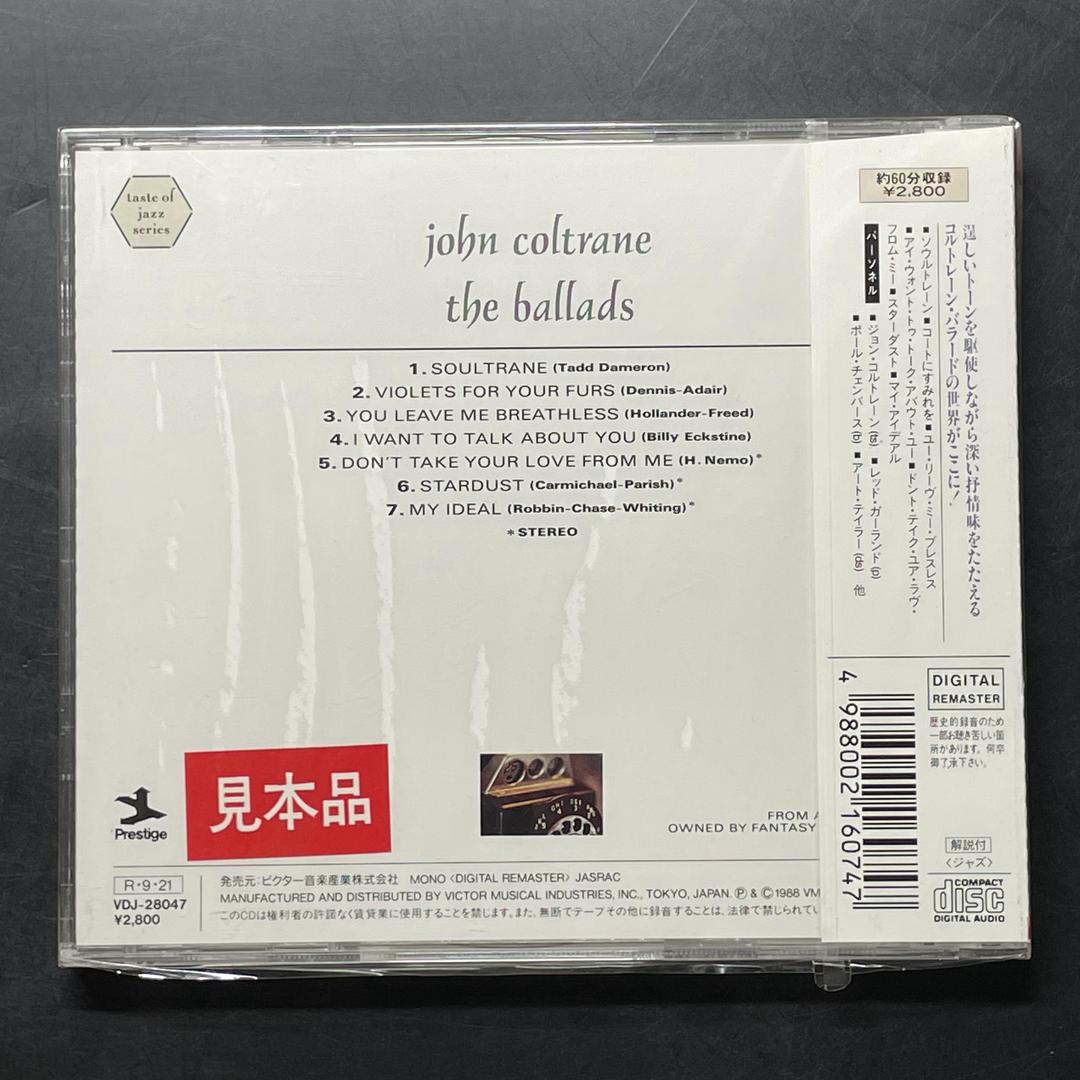 taste of
jazz
series
john coltrane
the ballads
1. SOULTRANE (Tadd Dameron)
2. VIOLETS FOR YOUR FURS (Dennis-Adair)
3. YOU LEAVE ME BREATHLESS (Hollander-Freed)
4. I WANT TO TALK ABOUT YOU (Billy Eckstine)
5. DON'T TAKE YOUR LOVE FROM ME (H. Nemo)*
6. STARDUST (Carmichael-Parish)*
7. MY IDEAL (Robbin-Chase-Whiting)*
*STEREO
Prestige
見本品
FROM A
OWNED BY FANTASY
R・9・21
VDJ-28047
¥2,800
発売元:ビクター音楽産業株式会社 MONO〈DIGITAL REMASTER〉JASRAC
MANUFACTURED AND DISTRIBUTED BY VICTOR MUSICAL INDUSTRIES, INC., TOKYO, JAPAN. Ⓟ & © 1988 VM
このCDは権利者の許諾なく賃貸業に使用することを禁じます。また、無断でテープその他に録音することは、法律で禁じられてい
約60分収録
¥2,800
逞しいトーンを駆使しながら深い抒情味をたたえる
コルトレーン・バラードの世界がここに!
■ソウルトレーン■コートにすみれを■ユー・リーヴ・ミー・ブレスレス
■アイ・ウォント・トゥ・トーク・アバウト・ユー■ドント・テイク・ユア・ラヴ・
フロム・ミー■スターダスト■マイ・アイデアル
パーソネル
■ジョン・コルトレーン(ts)■レッド・ガーランド(p)
■ポール・チェンバース(b)■アート・テイラー(ds) 他
4 988002 160747
DIGITAL
REMASTER
歴史的録音のため
一部お聴き苦しい箇
所があります。何卒
御了承下さい。
解説付
〈ジャズ〉
COMPACT
disc
DIGITAL AUDIO